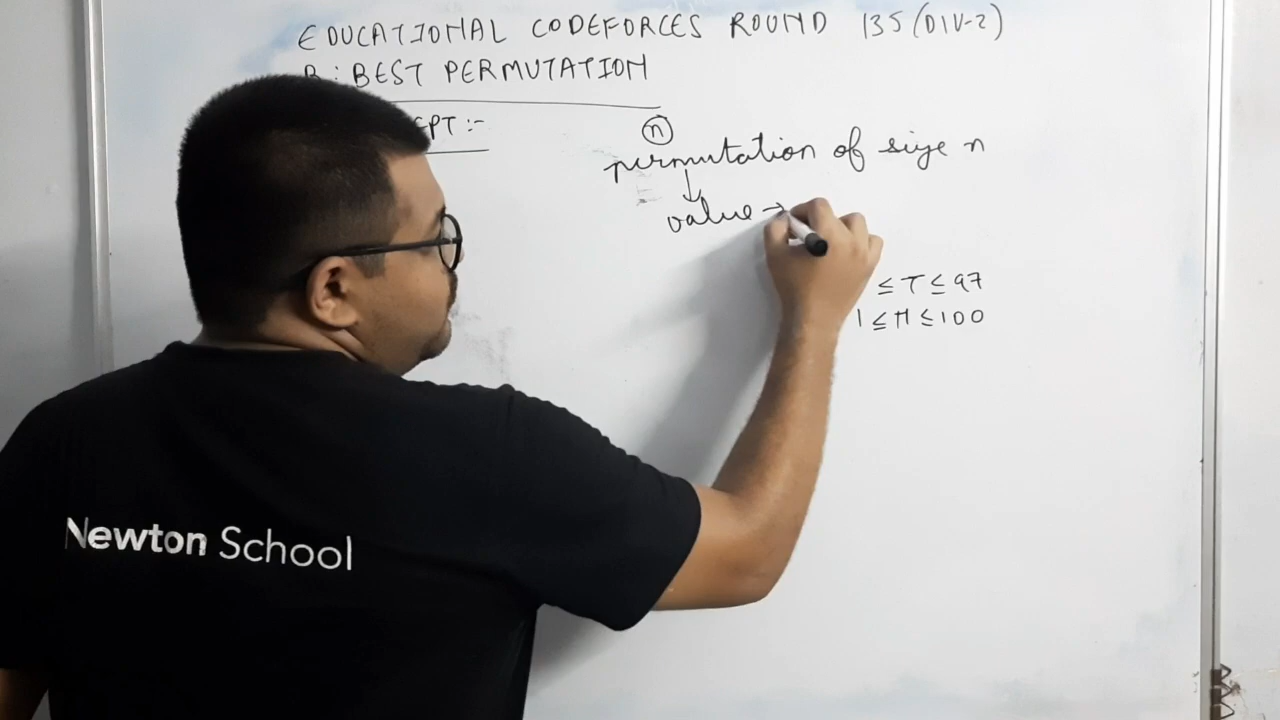 EDUCATIONAL CODEFORCES ROUND 135 (DIV-2)
B: BEST PERMUTATION
n
permutation of size n
value →
≤ T ≤ 97
1 ≤ N ≤ 100
Newton School